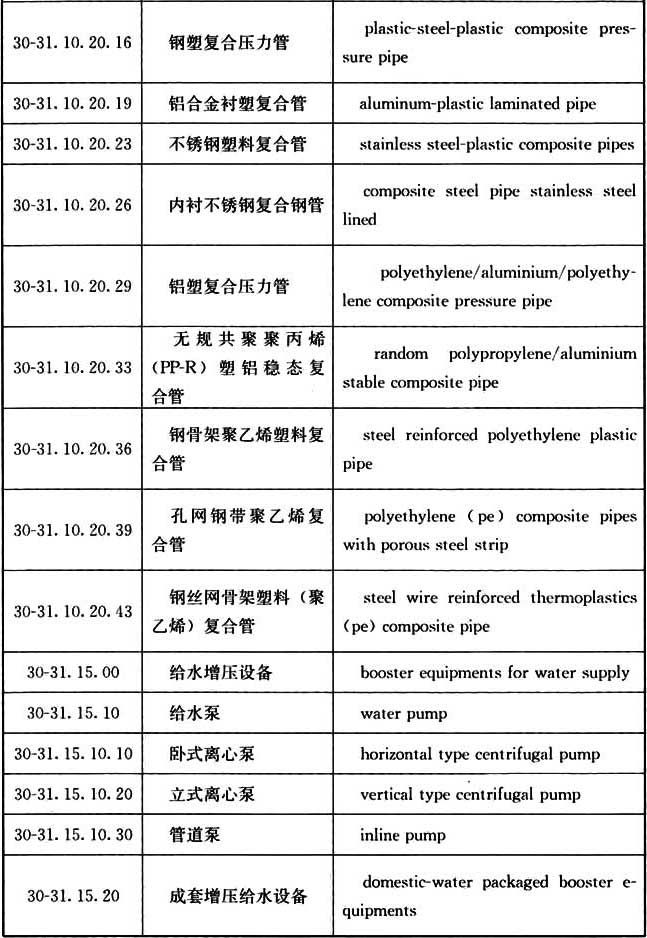 30-31.10.20.16 钢塑复合压力管 plastic-steel-plastic composite pres-
sure pipe
30-31.10.20.19 铝合金衬塑复合管 aluminum-plastic laminated pipe
30-31.10.20.23 不锈钢塑料复合管 stainless steel-plastic composite pipes
30-31.10.20.26 内衬不锈钢复合钢管 composite steel pipe stainless steel
lined
30-31.10.20.29 铝塑复合压力管 polyethylene/aluminium/polyethy-
lene composite pressure pipe
30-31.10.20.33 无规共聚聚丙烯
(PP-R) 塑铝稳态复
合管 random polypropylene/aluminium
stable composite pipe
30-31.10.20.36 钢骨架聚乙烯塑料复
合管 steel reinforced polyethylene plastic
pipe
30-31.10.20.39 孔网钢带聚乙烯复
合管 polyethylene (pe) composite pipes
with porous steel strip
30-31.10.20.43 钢丝网骨架塑料（聚
乙烯）复合管 steel wire reinforced thermoplastics
(pe) composite pipe
30-31.15.00 给水增压设备 booster equipments for water supply
30-31.15.10 给水泵 water pump
30-31.15.10.10 卧式离心泵 horizontal type centrifugal pump
30-31.15.10.20 立式离心泵 vertical type centrifugal pump
30-31.15.10.30 管道泵 inline pump
30-31.15.20 成套增压给水设备 domestic-water packaged booster e-
quipments